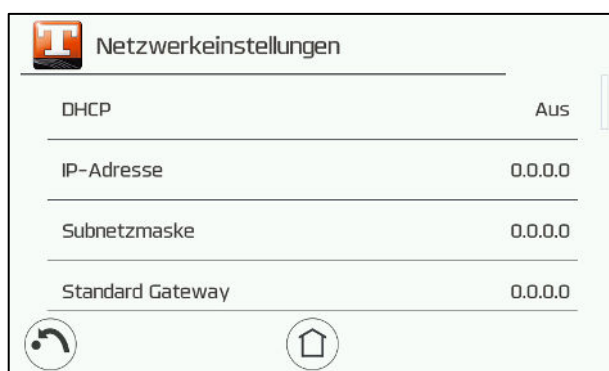 T Netzwerkeinstellungen
DHCP Aus
IP-Adresse 0.0.0.0
Subnetzmaske 0.0.0.0
Standard Gateway 0.0.0.0